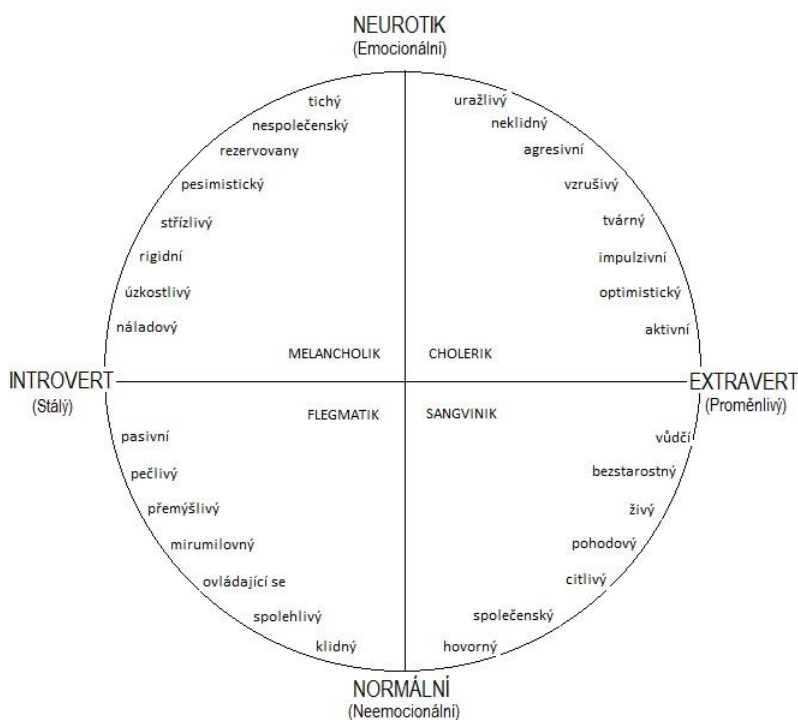 NEUROTIK
(Emocionální)
tichý
nespolečenský
rezervovany
pesimistický
střízlivý
rigidní
úzkostlivý
náladový
MELANCHOLIK
uražlivý
neklidný
agresivní
vzrušivý
tvárný
impulzivní
optimistický
aktivní
CHOLERIK
INTROVERT
(Stálý)
EXTRAVERT
(Proměnlivý)
FLEGMATIK
pasivní
pečlivý
přemýšlivý
mirumilovný
ovládající se
spolehlivý
klidný
SANGVINIK
vůdčí
bezstarostný
živý
pohodový
citlivý
společenský
hovorný
NORMÁLNÍ
(Neemocionální)